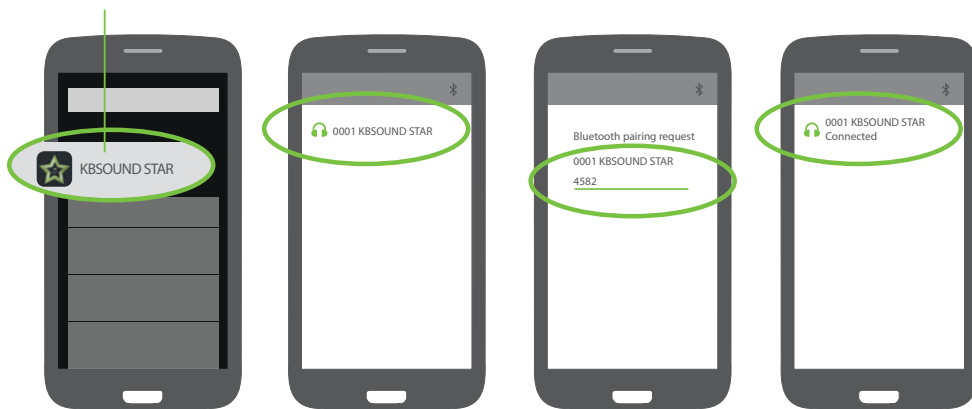 KBSOUND STAR
0001 KBSOUND STAR
Bluetooth pairing request
0001 KBSOUND STAR
4582
0001 KBSOUND STAR
Connected